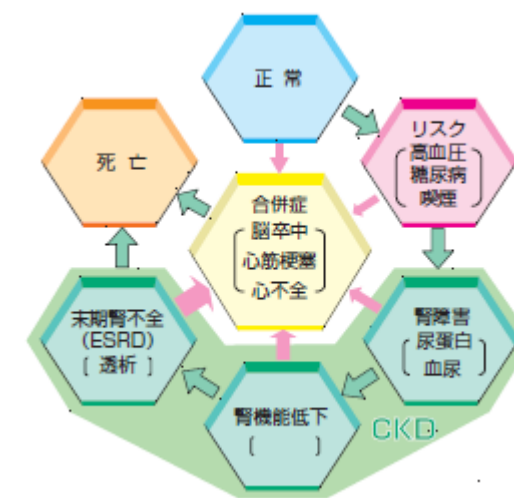 正常
リスク
高血圧
糖尿病
喫煙
死亡
合併症
脳卒中
心筋梗塞
心不全
末期腎不全
(ESRD)
[ 透析 ]
腎障害
尿蛋白
血尿
腎機能低下
[ ]
CKD